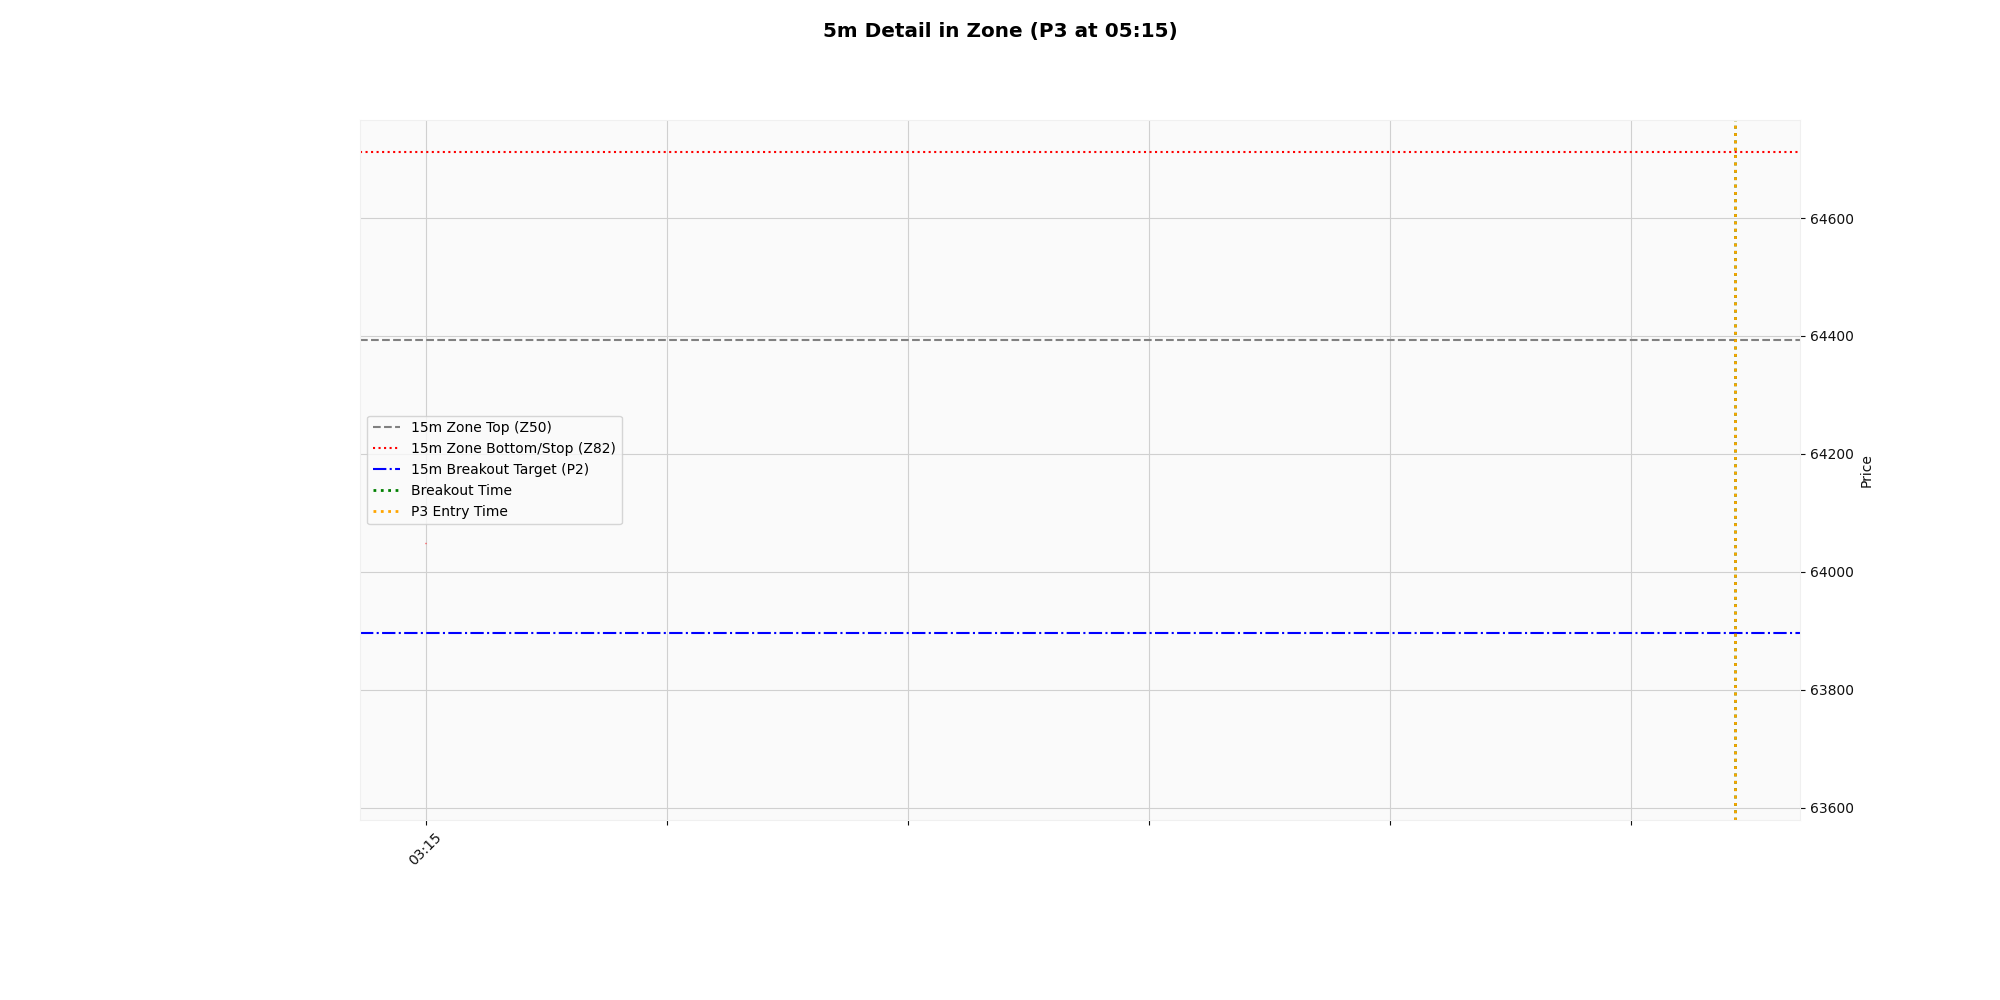 5m Detail in Zone (P3 at 05:15)
64600
64400
64200
64000
63800
63600
Price
15m Zone Top (Z50)
15m Zone Bottom/Stop (Z82)
15m Breakout Target (P2)
Breakout Time
P3 Entry Time
03:15